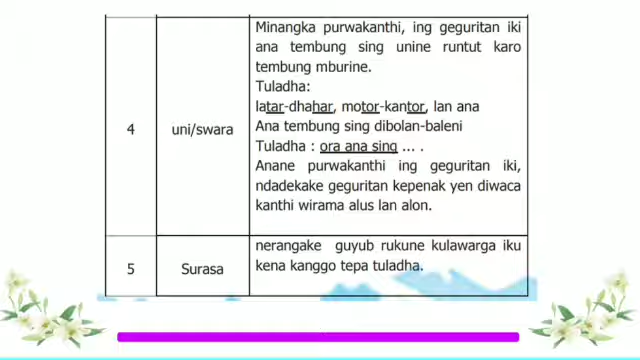 Minangka purwakanthi, ing geguritan iki
ana tembung sing unine runtut karo
tembung mburine.
Tuladha:
latar-dhahar, motor-kantor, lan ana
4 uni/swara Ana tembung sing dibolan-baleni
Tuladha : ora ana sing ... .
Anane purwakanthi ing geguritan iki,
ndadekake geguritan kepenak yen diwaca
kanthi wirama alus lan alon.
nerangake guyub rukune kulawarga iku
5 Surasa kena kanggo tepa tuladha.